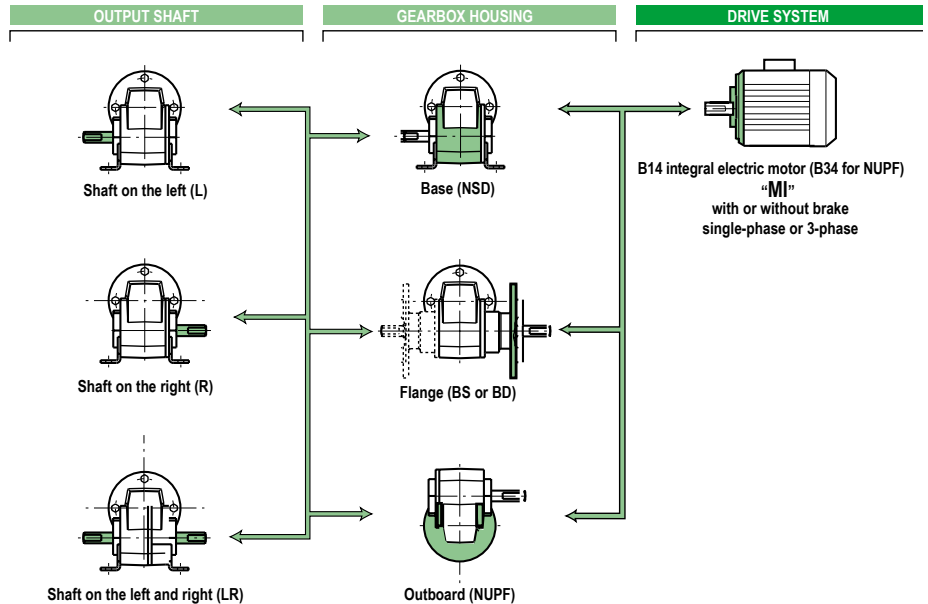 OUTPUT SHAFT
GEARBOX HOUSING
DRIVE SYSTEM
Shaft on the left (L)
Base (NSD)
B14 integral electric motor (B34 for NUPF)
“MI”
with or without brake
single-phase or 3-phase
Shaft on the right (R)
Flange (BS or BD)
Shaft on the left and right (LR)
Outboard (NUPF)